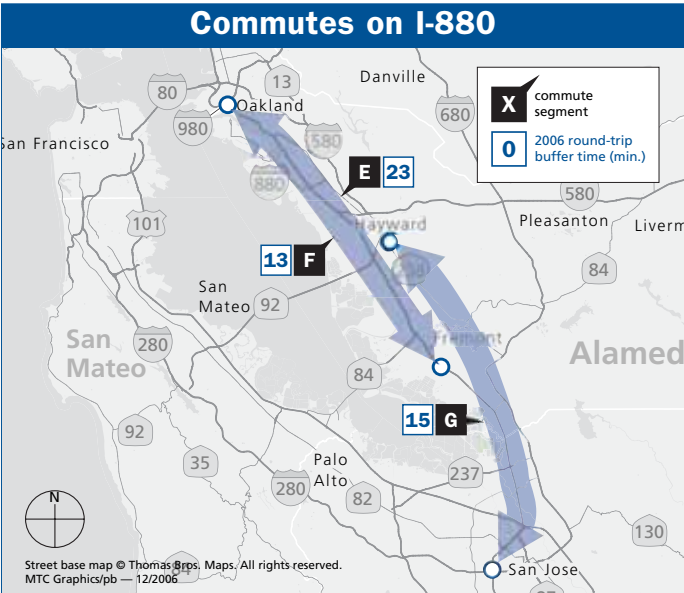 Commutes on I-880
80
13
Danville
Oakland
680
X
commute
segment
980
0
2006 round-trip
buffer time (min.)
San Francisco
580
E 23
880
580
101
Hayward
Pleasanton
13 F
238
84
San
Mateo
92
San
Mateo
280
Fremont
84
15 G
92
35
Palo
Alto
237
280
82
N
130
San Jose
Street base map © Thomas Bros. Maps. All rights reserved.
MTC Graphics/pb — 12/2006
84